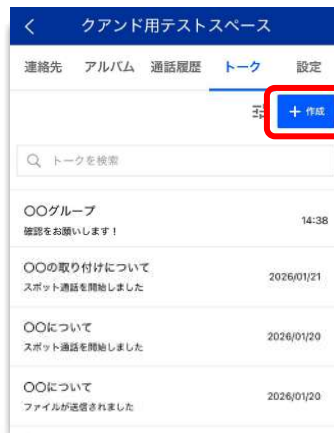 クアンド用テストスペース
連絡先 アルバム 通話履歴 トーク 設定
+ 作成
トークを検索
〇〇グループ 14:38
確認をお願いします！
〇〇の取り付けについて 2026/01/21
スポット通話を開始しました
〇〇について 2026/01/20
スポット通話を開始しました
〇〇について 2026/01/20
ファイルが送信されました